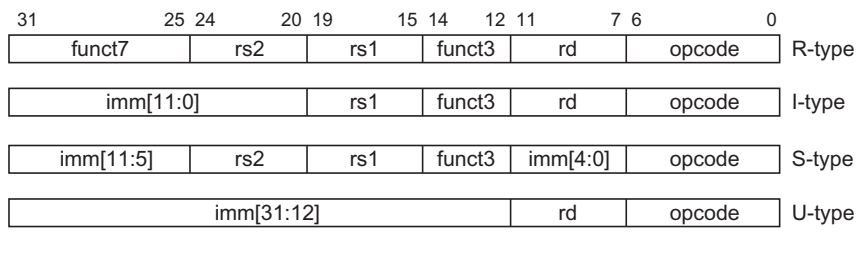 31 25 24 20 19 15 14 12 11 7 6 0
funct7 rs2 rs1 funct3 rd opcode R-type
imm[11:0] rs1 funct3 rd opcode I-type
imm[11:5] rs2 rs1 funct3 imm[4:0] opcode S-type
imm[31:12] rd opcode U-type